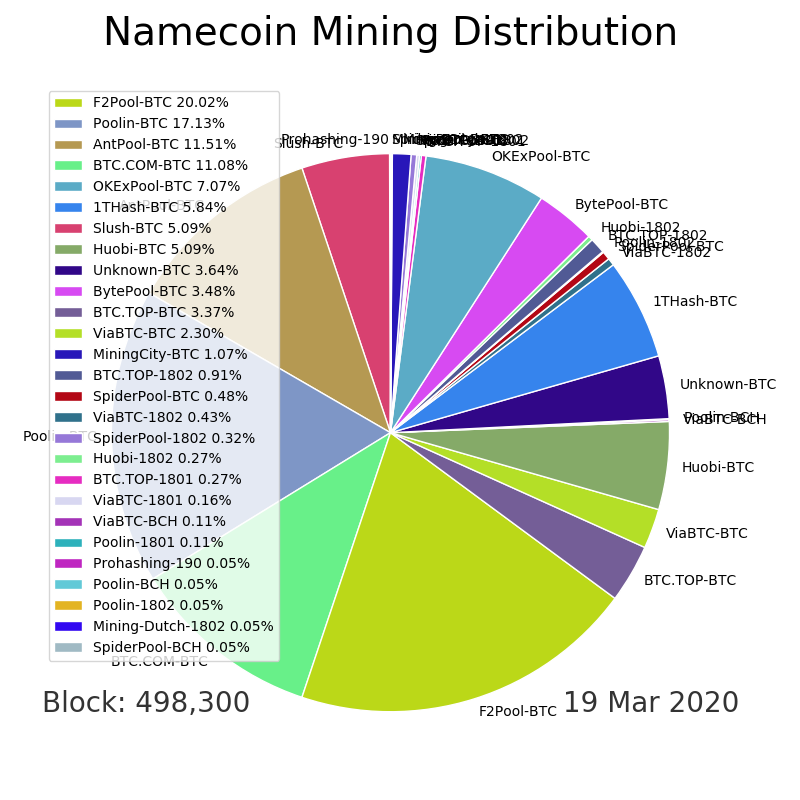 Namecoin Mining Distribution
F2Pool-BTC 20.02%
Poolin-BTC 17.13%
AntPool-BTC 11.51%
BTC.COM-BTC 11.08%
OKExPool-BTC 7.07%
1THash-BTC 5.84%
Slush-BTC 5.09%
Huobi-BTC 5.09%
Unknown-BTC 3.64%
BytePool-BTC 3.48%
BTC.TOP-BTC 3.37%
ViaBTC-BTC 2.30%
MiningCity-BTC 1.07%
BTC.TOP-1802 0.91%
SpiderPool-BTC 0.48%
ViaBTC-1802 0.43%
SpiderPool-1802 0.32%
Huobi-1802 0.27%
BTC.TOP-1801 0.27%
ViaBTC-1801 0.16%
ViaBTC-BCH 0.11%
Poolin-1801 0.11%
Prohashing-190 0.05%
Poolin-BCH 0.05%
Poolin-1802 0.05%
Mining-Dutch-1802 0.05%
SpiderPool-BCH 0.05%
Prohashing-190
Slush-BTC
OKExPool-BTC
BytePool-BTC
Huobi-1802
BTC.TOP-1802
Poolin-1802
SpiderPool-BTC
ViaBTC-1802
1THash-BTC
Unknown-BTC
Poolin-BCH
ViaBTC-BCH
Huobi-BTC
ViaBTC-BTC
BTC.TOP-BTC
F2Pool-BTC
BTC.COM-BTC
Poolin-BTC
AntPool-BTC
Block: 498,300
19 Mar 2020